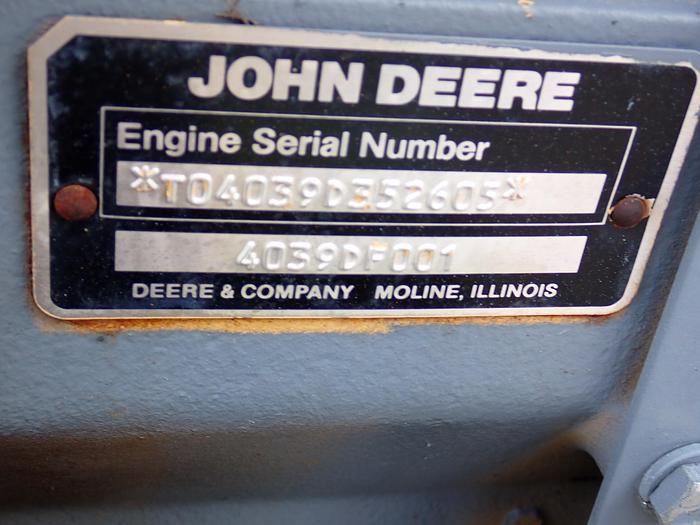 JOHN DEERE
Engine Serial Number
*T04039D352605*
4039DF001
DEERE & COMPANY MOLINE, ILLINOIS